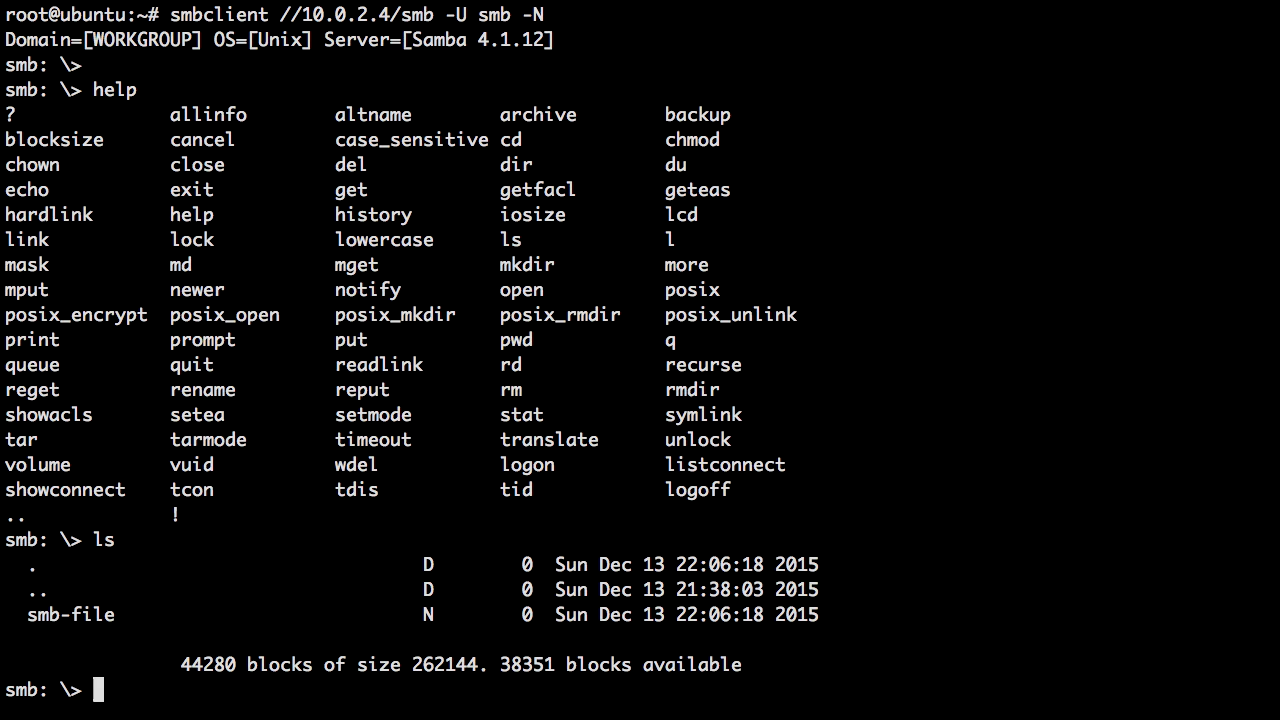 root@ubuntu:~# smbclient //10.0.2.4/smb -U smb -N
Domain=[WORKGROUP] OS=[Unix] Server=[Samba 4.1.12]
smb: \>
smb: \> help
?              allinfo        altname        archive        backup
blocksize      cancel         case_sensitive cd             chmod
chown          close          del            dir            du
echo           exit           get            getfacl        geteas
hardlink       help           history        iosize         lcd
link           lock           lowercase      ls             l
mask           md             mget           mkdir          more
mput           newer          notify         open           posix
posix_encrypt  posix_open     posix_mkdir    posix_rmdir    posix_unlink
print          prompt         put            pwd            q
queue          quit           readlink       rd             recurse
reget          rename         reput          rm             rmdir
showacls       setea          setmode        stat           symlink
tar            tarmode        timeout        translate      unlock
volume         vuid           wdel           logon          listconnect
showconnect    tcon           tdis           tid            logoff
..             !
smb: \> ls
  .                                   D        0  Sun Dec 13 22:06:18 2015
  ..                                  D        0  Sun Dec 13 21:38:03 2015
  smb-file                            N        0  Sun Dec 13 22:06:18 2015
                44280 blocks of size 262144. 38351 blocks available
smb: \>